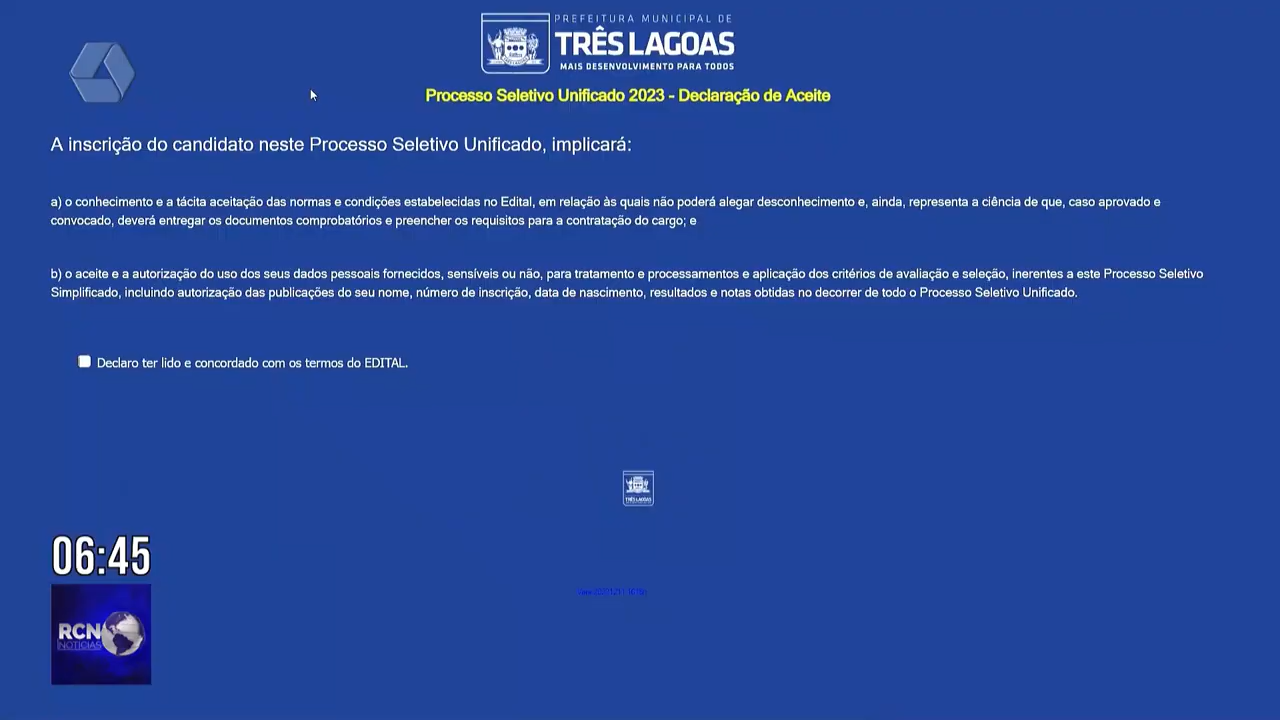 PREFEITURA MUNICIPAL DE
TRÊS LAGOAS
MAIS DESENVOLVIMENTO PARA TODOS
Processo Seletivo Unificado 2023 - Declaração de Aceite
A inscrição do candidato neste Processo Seletivo Unificado, implicará:
a) o conhecimento e a tácita aceitação das normas e condições estabelecidas no Edital, em relação às quais não poderá alegar desconhecimento e, ainda, representa a ciência de que, caso aprovado e
convocado, deverá entregar os documentos comprobatórios e preencher os requisitos para a contratação do cargo; e
b) o aceite e a autorização do uso dos seus dados pessoais fornecidos, sensíveis ou não, para tratamento e processamentos e aplicação dos critérios de avaliação e seleção, inerentes a este Processo Seletivo
Simplificado, incluindo autorização das publicações do seu nome, número de inscrição, data de nascimento, resultados e notas obtidas no decorrer de todo o Processo Seletivo Unificado.
Declaro ter lido e concordado com os termos do EDITAL.
TRÊS LAGOAS
06:45
RCN
NOTÍCIAS